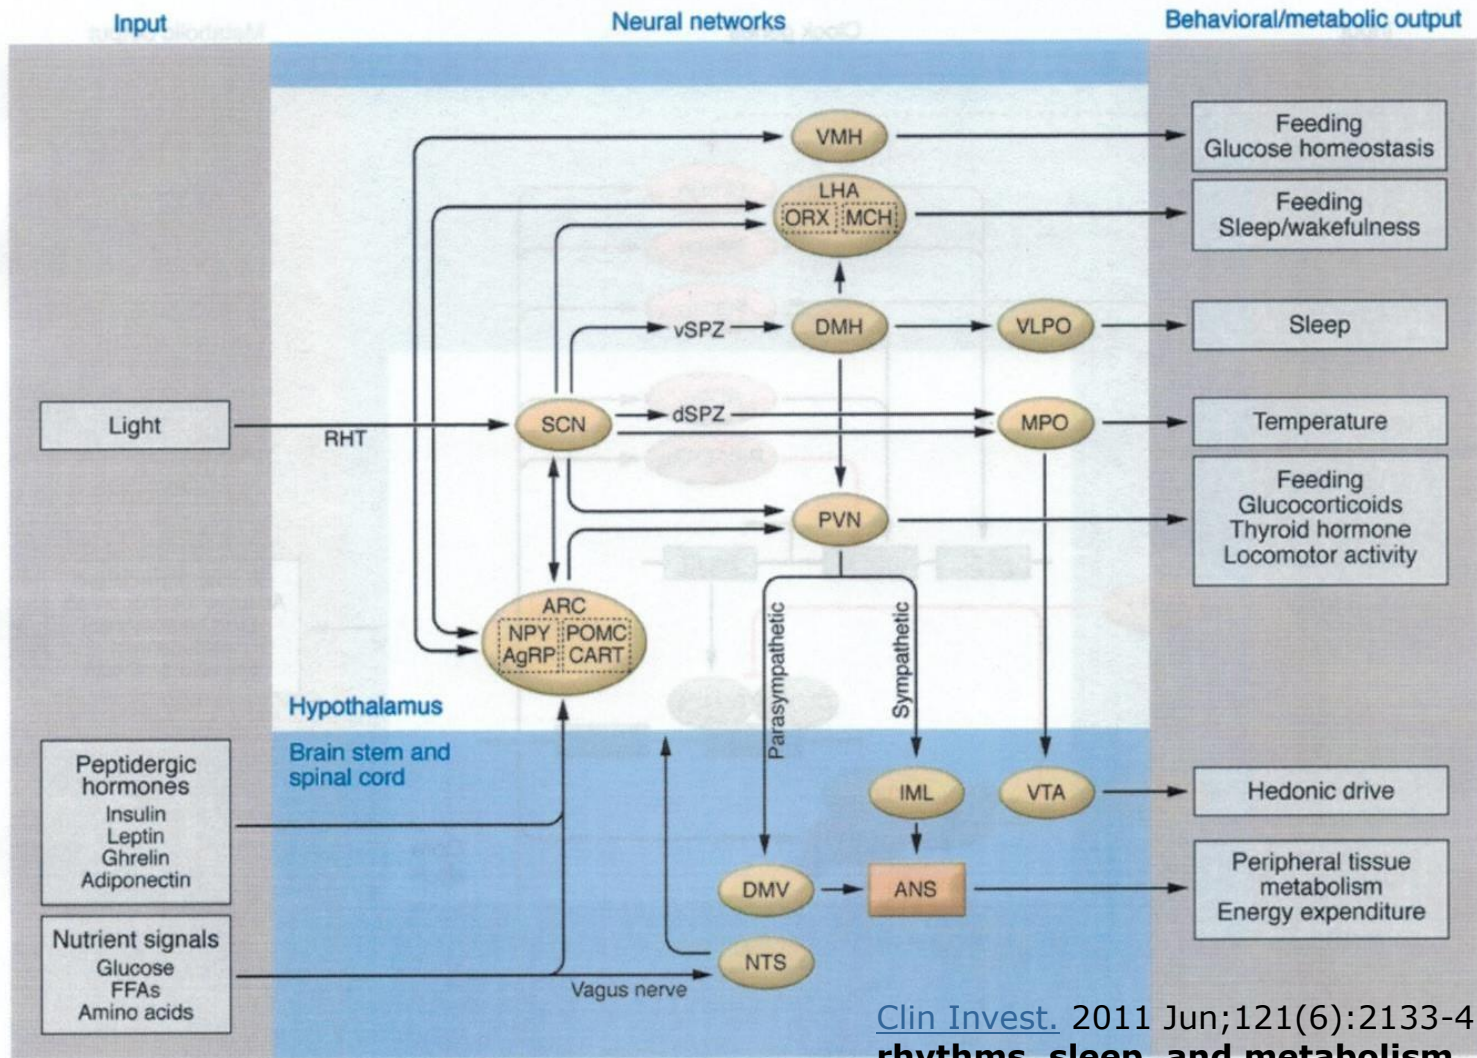 Input
Neural networks
Behavioral/metabolic output
VMH
Feeding
Glucose homeostasis
LHA
ORX
MCH
Feeding
Sleep/wakefulness
vSPZ
DMH
VLPO
Sleep
Light
RHT
SCN
dSPZ
MPO
Temperature
PVN
Feeding
Glucocorticoids
Thyroid hormone
Locomotor activity
ARC
NPY
AgRP
POMC
CART
Parasympathetic
Sympathetic
Hypothalamus
Brain stem and
spinal cord
Peptidergic
hormones
Insulin
Leptin
Ghrelin
Adiponectin
IML
VTA
Hedonic drive
DMV
ANS
Peripheral tissue
metabolism
Energy expenditure
Nutrient signals
Glucose
FFAs
Amino acids
Vagus nerve
NTS
Clin Invest. 2011 Jun;121(6):2133-4
rhythms, sleep, and metabolism